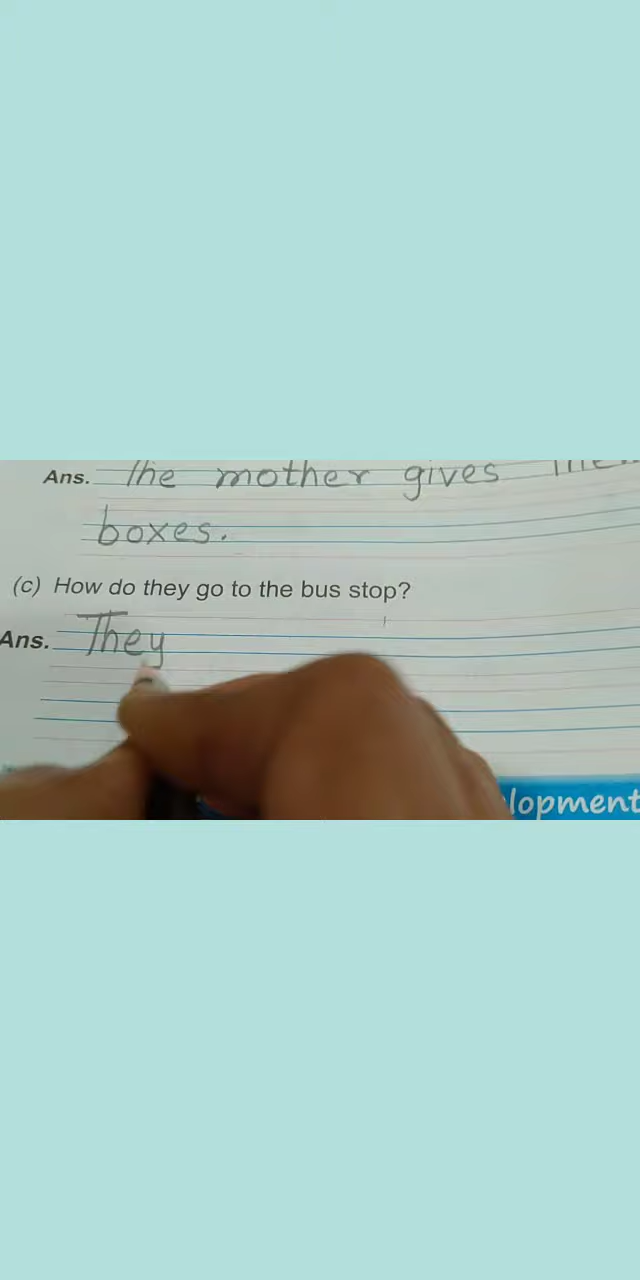 Ans. The mother gives
boxes.
(c) How do they go to the bus stop?
Ans. They
lopment